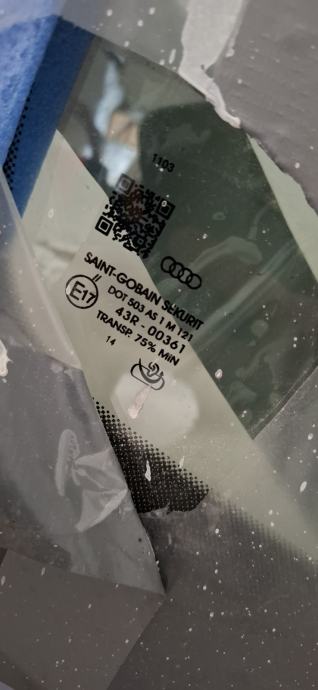 1103
SAINT-GOBAIN SEKURIT
E17
DOT 503 AS 1 M 121
43R - 00361
TRANSP. 75% MIN
14